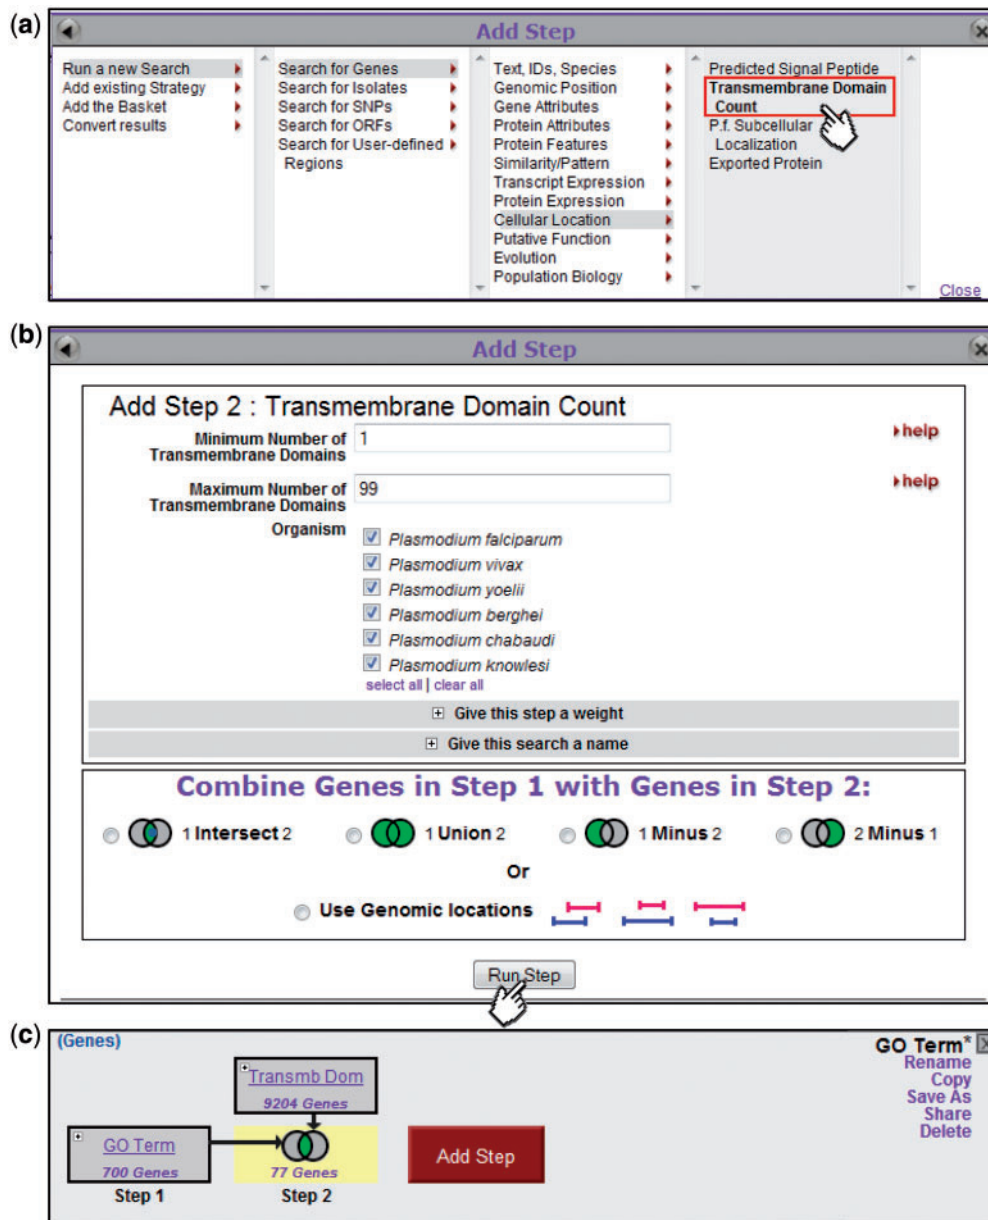 (a)
Add Step
Run a new Search
Add existing Strategy
Add the Basket
Convert results
Search for Genes
Search for Isolates
Search for SNPs
Search for ORFs
Search for User-defined
Regions
Text, IDs, Species
Genomic Position
Gene Attributes
Protein Attributes
Protein Features
Similarity/Pattern
Transcript Expression
Protein Expression
Cellular Location
Putative Function
Evolution
Population Biology
Predicted Signal Peptide
Transmembrane Domain
Count
P.f. Subcellular
Localization
Exported Protein
Close
(b)
Add Step
Add Step 2 : Transmembrane Domain Count
Minimum Number of
Transmembrane Domains
1
help
Maximum Number of
Transmembrane Domains
99
help
Organism
Plasmodium falciparum
Plasmodium vivax
Plasmodium yoelii
Plasmodium berghei
Plasmodium chabaudi
Plasmodium knowlesi
select all | clear all
Give this step a weight
Give this search a name
Combine Genes in Step 1 with Genes in Step 2:
1 Intersect 2
1 Union 2
1 Minus 2
2 Minus 1
Or
Use Genomic locations
Run Step
(c)
(Genes)
GO Term*
Rename
Copy
Save As
Share
Delete
Transmb Dom
9204 Genes
GO Term
700 Genes
77 Genes
Add Step
Step 1
Step 2